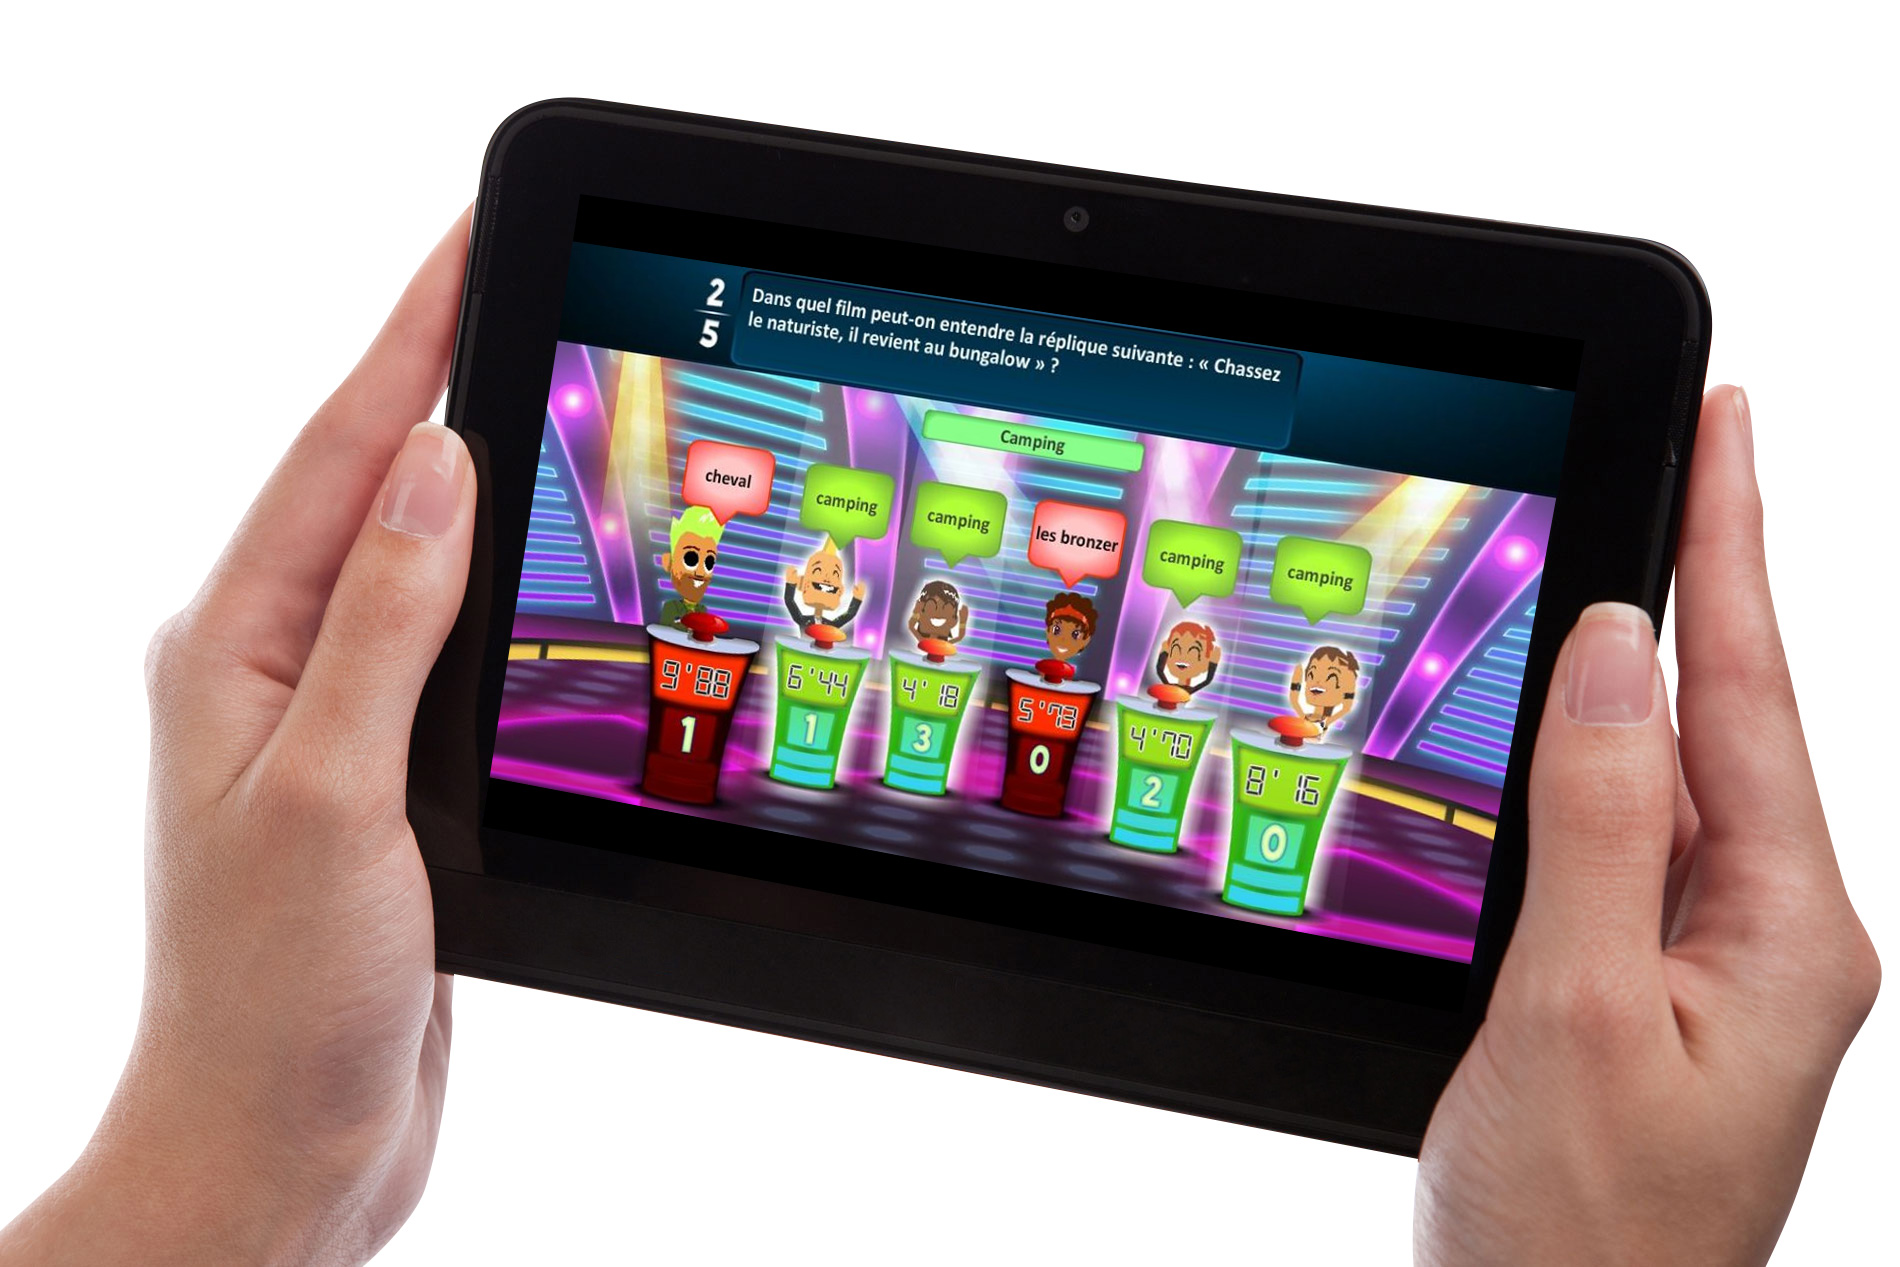 2
5
Dans quel film peut-on entendre la réplique suivante : « Chassez
le naturiste, il revient au bungalow » ?
Camping
cheval
camping
camping
les bronzer
camping
camping
9'88
6'44
4'18
5'73
4'70
8'16
1
1
3
0
2
0